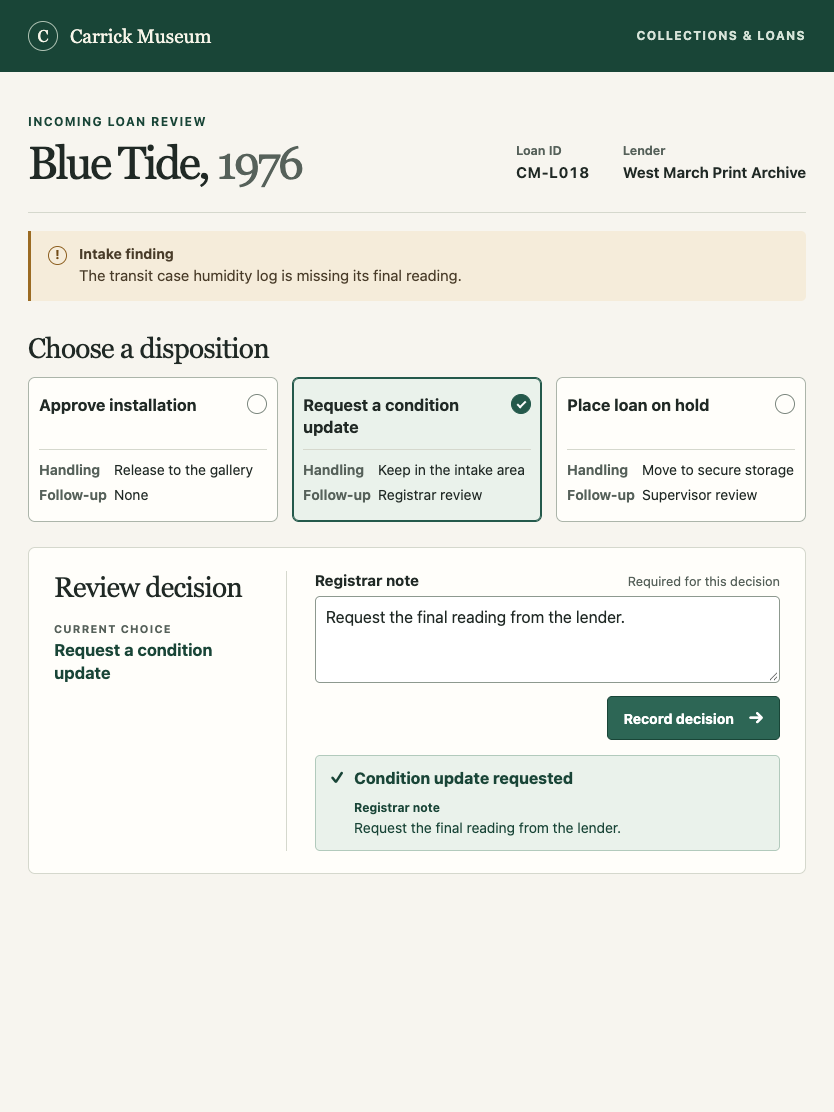 C Carrick Museum
COLLECTIONS & LOANS
INCOMING LOAN REVIEW
Blue Tide, 1976
Loan ID
CM-L018
Lender
West March Print Archive
! Intake finding
The transit case humidity log is missing its final reading.
Choose a disposition
Approve installation
Handling Release to the gallery
Follow-up None
Request a condition
update
Handling Keep in the intake area
Follow-up Registrar review
Place loan on hold
Handling Move to secure storage
Follow-up Supervisor review
Review decision
CURRENT CHOICE
Request a condition
update
Registrar note
Required for this decision
Request the final reading from the lender.
Record decision →
✓ Condition update requested
Registrar note
Request the final reading from the lender.